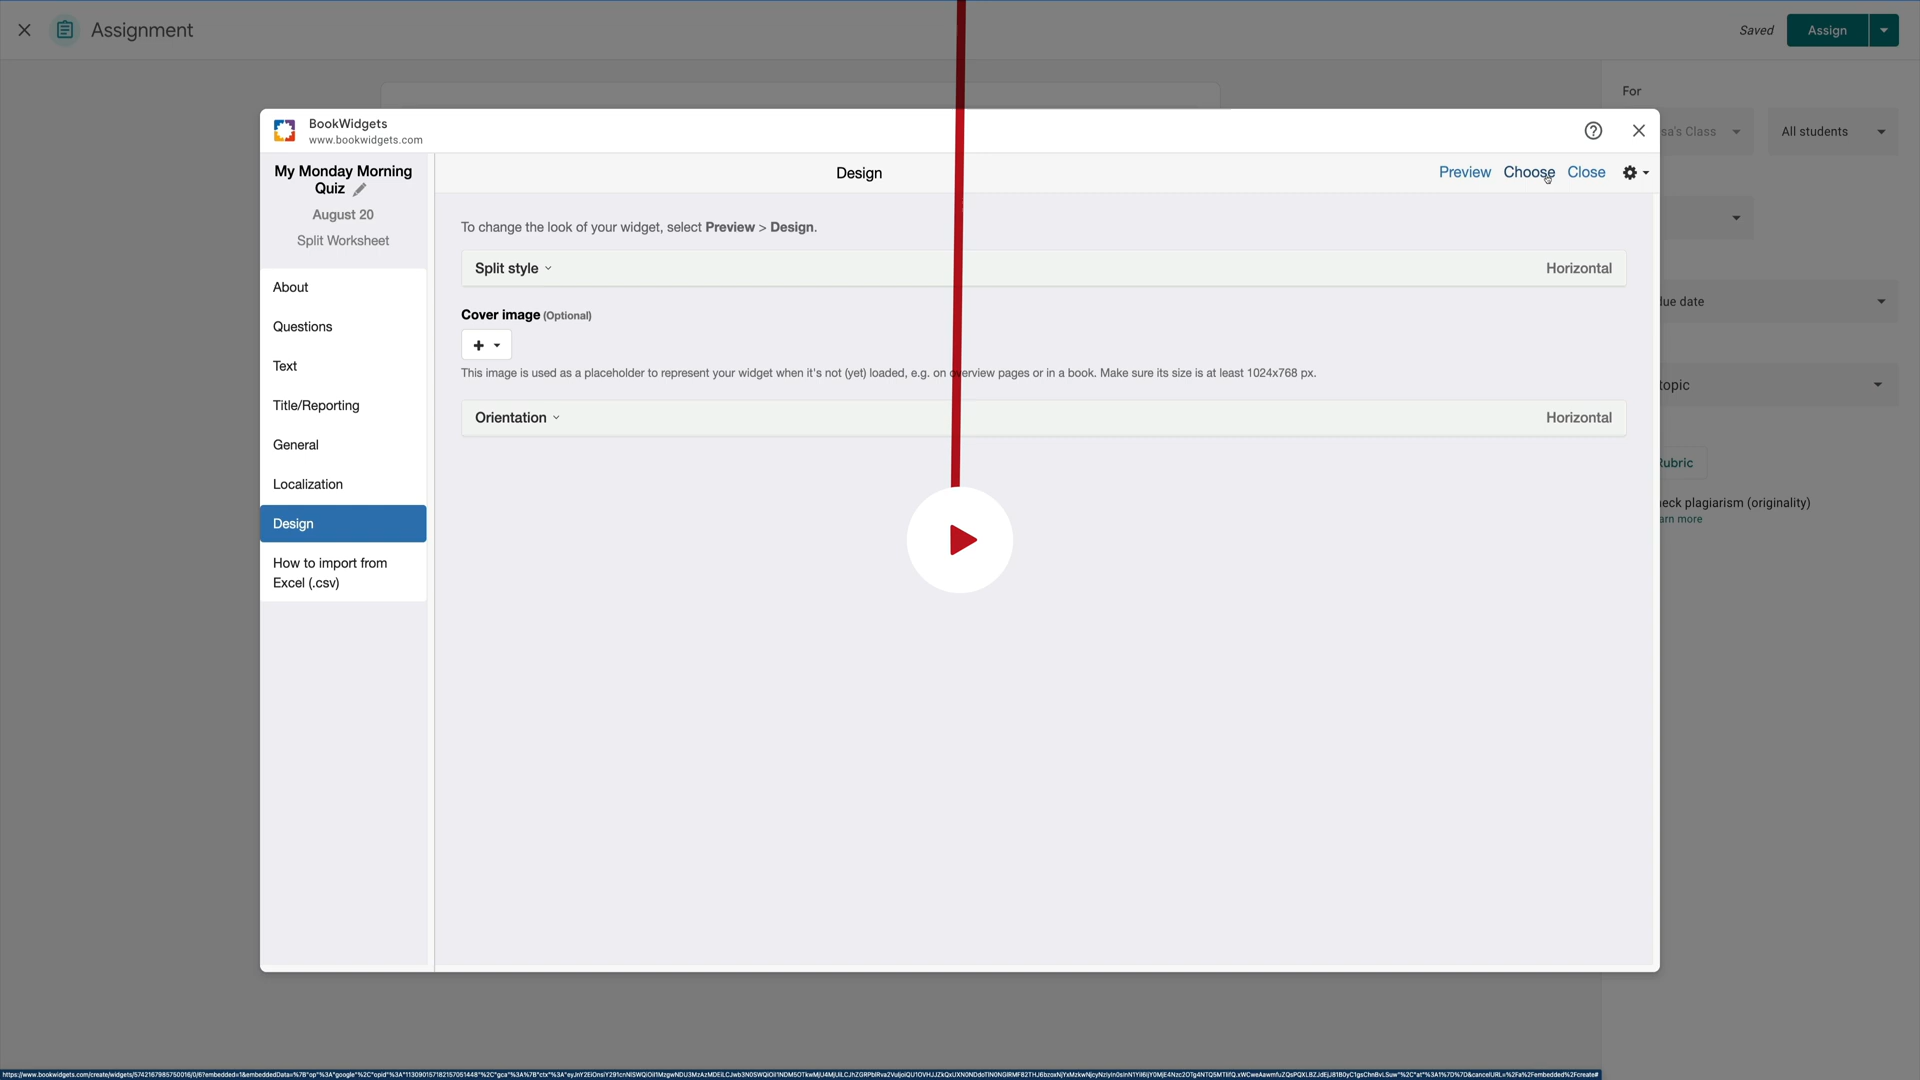 Assignment
Saved
Assign
For
BookWidgets
www.bookwidgets.com
sa's Class
All students
My Monday Morning
Quiz
August 20
Split Worksheet
Design
Preview
Choose
Close
To change the look of your widget, select Preview > Design.
Split style
Horizontal
About
Questions
Text
Title/Reporting
General
Localization
Design
How to import from
Excel (.csv)
Cover image (Optional)
This image is used as a placeholder to represent your widget when it's not (yet) loaded, e.g. on overview pages or in a book. Make sure its size is at least 1024x768 px.
Orientation
Horizontal
ue date
topic
ubric
eck plagiarism (originality)
arn more